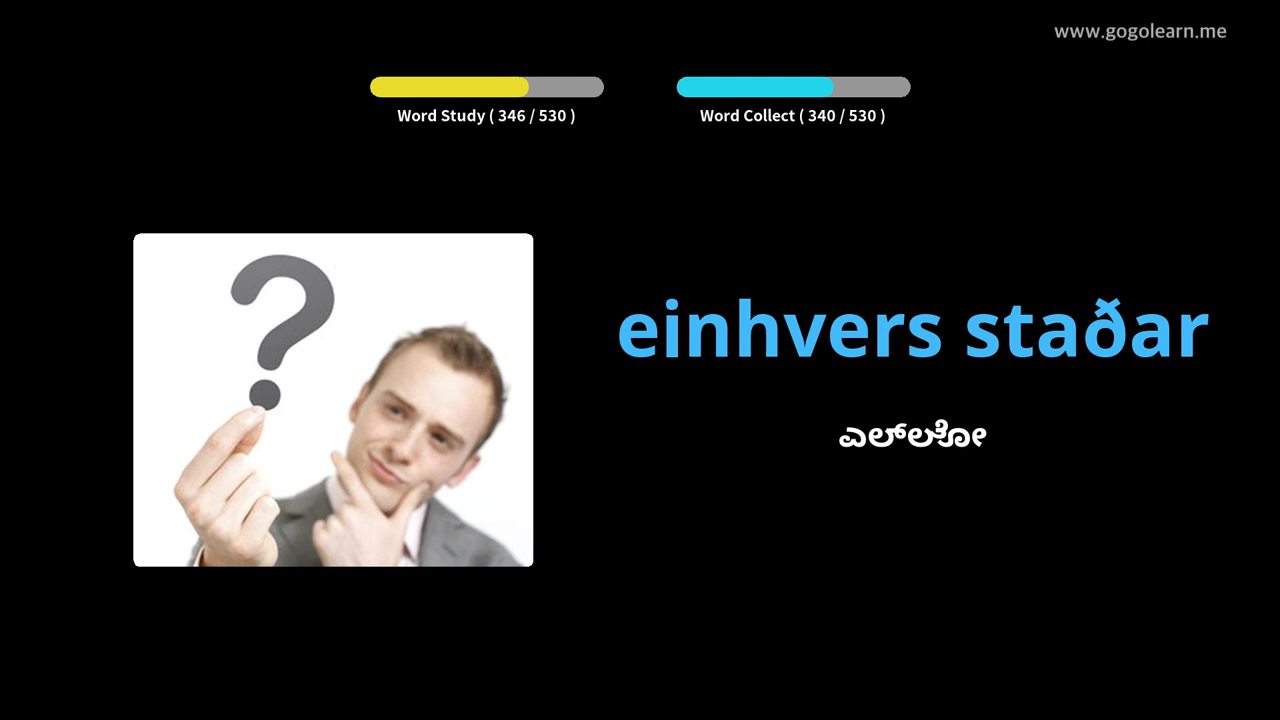 www.gogolearn.me
Word Study ( 346 / 530 )
Word Collect ( 340 / 530 )
einhvers staðar
ಎಲ್ಲೋ